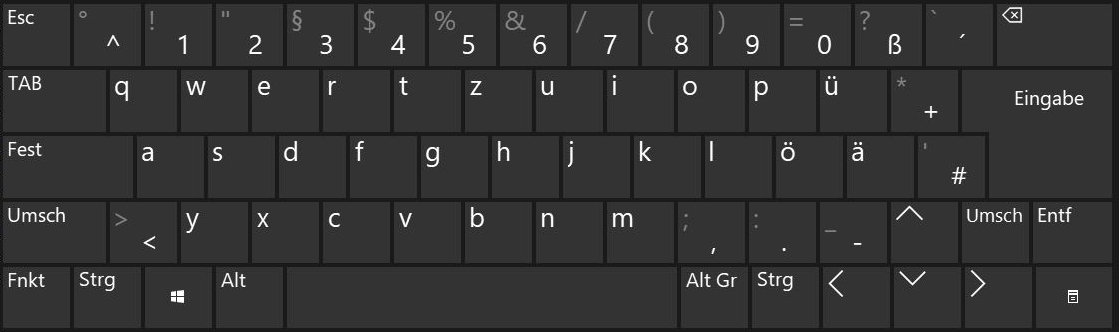 Esc ° ^ ! 1 " 2 § 3 $ 4 % 5 & 6 / 7 ( 8 ) 9 = 0 ? ß ` ´
TAB q w e r t z u i o p ü * + Eingabe
Fest a s d f g h j k l ö ä ' #
Umsch > < y x c v b n m ; , : . _ - Umsch Entf
Fnkt Strg Alt Alt Gr Strg